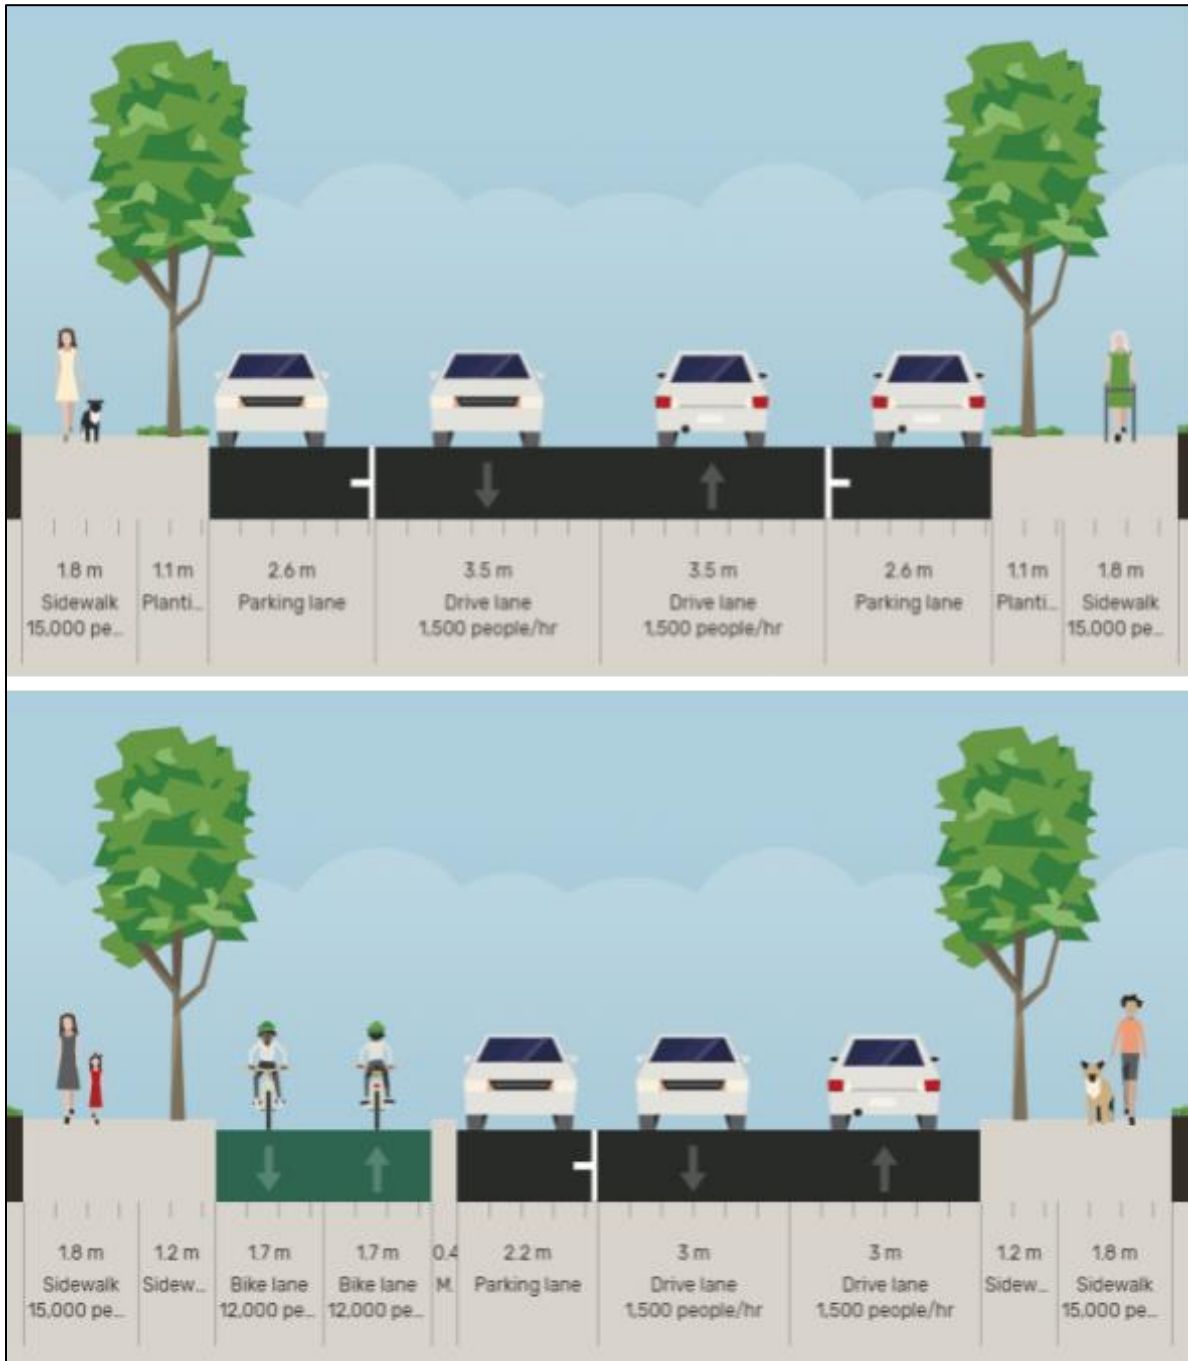 1.8 m
Sidewalk
15,000 pe...
1.1 m
Planti...
2.6 m
Parking lane
3.5 m
Drive lane
1,500 people/hr
3.5 m
Drive lane
1,500 people/hr
2.6 m
Parking lane
1.1 m
Planti...
1.8 m
Sidewalk
15,000 pe...
1.8 m
Sidewalk
15,000 pe...
1.2 m
Sidew...
1.7 m
Bike lane
12,000 pe...
1.7 m
Bike lane
12,000 pe...
0.4
M.
2.2 m
Parking lane
3 m
Drive lane
1,500 people/hr
3 m
Drive lane
1,500 people/hr
1.2 m
Sidew...
1.8 m
Sidewalk
15,000 pe...